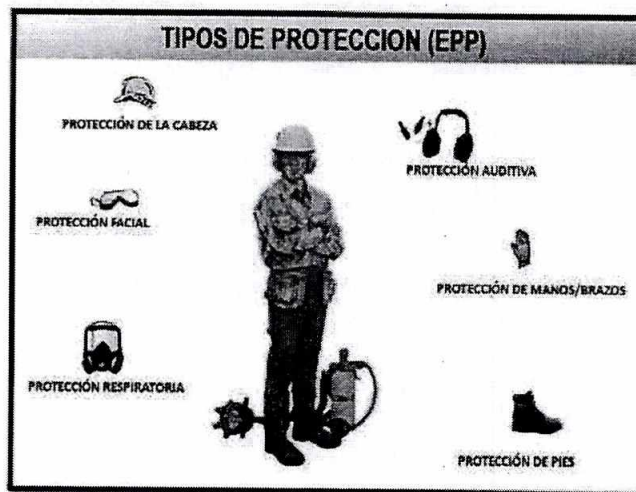 TIPOS DE PROTECCION (EPP)
PROTECCIÓN DE LA CABEZA
PROTECCIÓN AUDITIVA
PROTECCIÓN FACIAL
PROTECCIÓN DE MANOS/BRAZOS
PROTECCIÓN RESPIRATORIA
PROTECCIÓN DE PIES